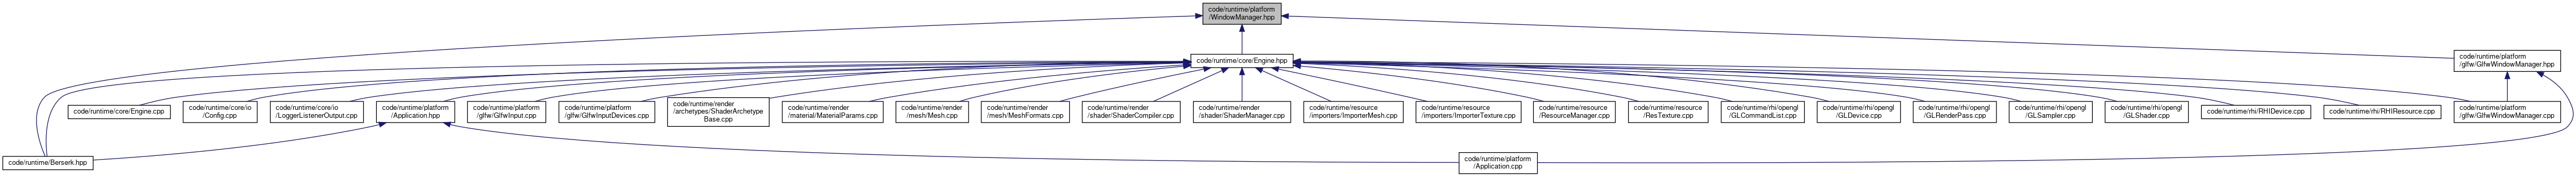 code/runtime/platform
/WindowManager.hpp
code/runtime/core/Engine.hpp
code/runtime/platform
/glfw/GlfwWindowManager.hpp
code/runtime/core/Engine.cpp
code/runtime/core/io
/Config.cpp
code/runtime/core/io
/LoggerListenerOutput.cpp
code/runtime/platform
/Application.hpp
code/runtime/platform
/glfw/GlfwInput.cpp
code/runtime/platform
/glfw/GlfwInputDevices.cpp
code/runtime/render
/archetypes/ShaderArchetype
Base.cpp
code/runtime/render
/material/MaterialParams.cpp
code/runtime/render
/mesh/Mesh.cpp
code/runtime/render
/mesh/MeshFormats.cpp
code/runtime/render
/shader/ShaderCompiler.cpp
code/runtime/render
/shader/ShaderManager.cpp
code/runtime/resource
/importers/ImporterMesh.cpp
code/runtime/resource
/importers/ImporterTexture.cpp
code/runtime/resource
/ResourceManager.cpp
code/runtime/resource
/ResTexture.cpp
code/runtime/rhi/opengl
/GLCommandList.cpp
code/runtime/rhi/opengl
/GLDevice.cpp
code/runtime/rhi/opengl
/GLRenderPass.cpp
code/runtime/rhi/opengl
/GLSampler.cpp
code/runtime/rhi/opengl
/GLShader.cpp
code/runtime/rhi/RHIDevice.cpp
code/runtime/rhi/RHIResource.cpp
code/runtime/platform
/glfw/GlfwWindowManager.cpp
code/runtime/Berserk.hpp
code/runtime/platform
/Application.cpp